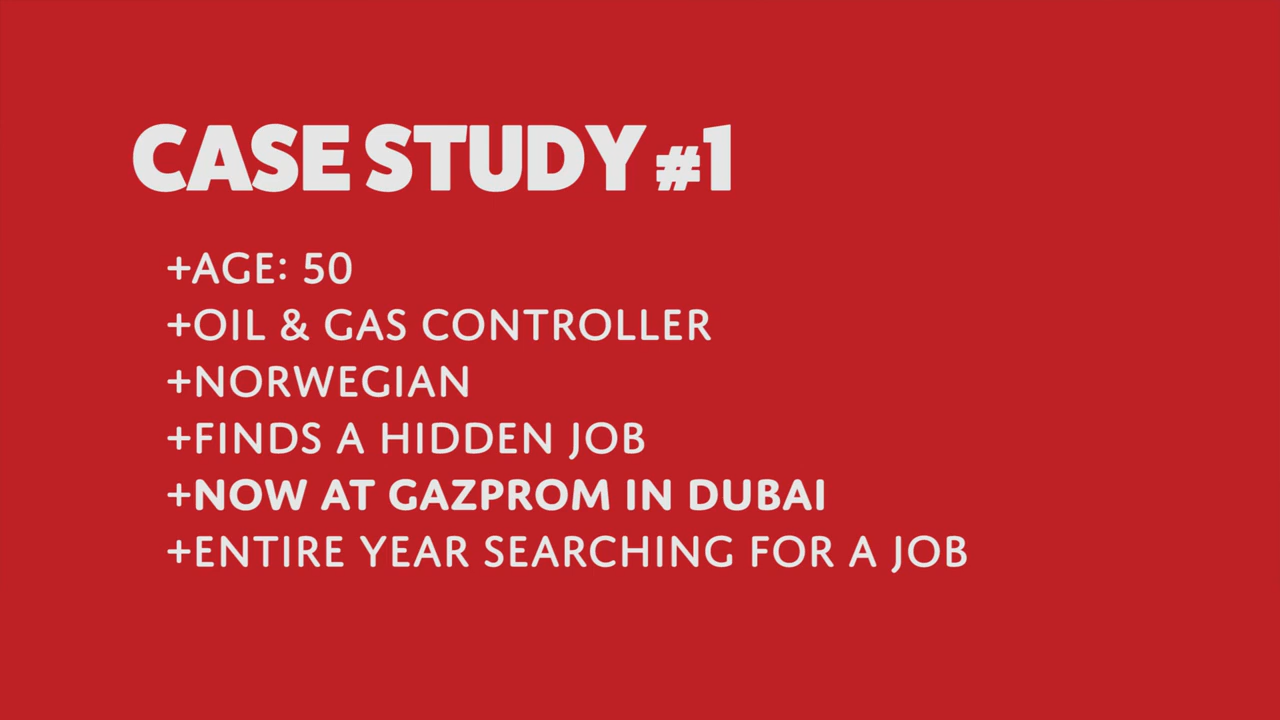 CASE STUDY #1
+AGE: 50
+OIL & GAS CONTROLLER
+NORWEGIAN
+FINDS A HIDDEN JOB
+NOW AT GAZPROM IN DUBAI
+ENTIRE YEAR SEARCHING FOR A JOB